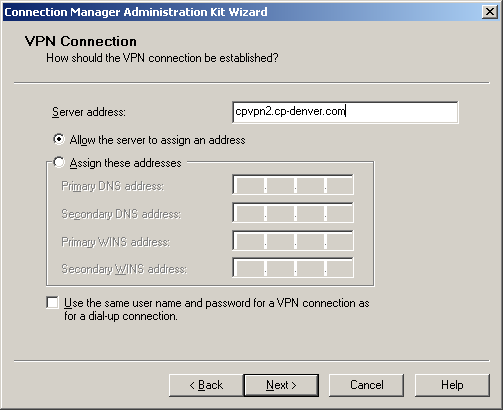 Connection Manager Administration Kit Wizard
VPN Connection
How should the VPN connection be established?
Server address:
cpvpn2.cp-denver.com
Allow the server to assign an address
Assign these addresses
Primary DNS address:
Secondary DNS address:
Primary WINS address:
Secondary WINS address:
Use the same user name and password for a VPN connection as
for a dial-up connection.
< Back
Next >
Cancel
Help